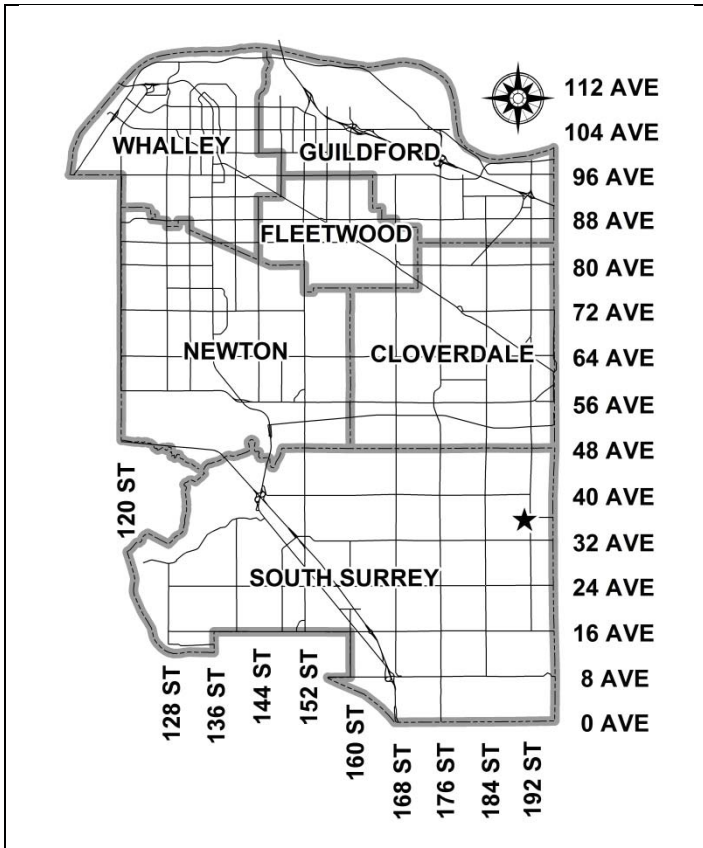 112 AVE
104 AVE
WHALLEY
GUILDFORD
96 AVE
88 AVE
FLEETWOOD
80 AVE
72 AVE
NEWTON
CLOVERDALE
64 AVE
56 AVE
48 AVE
120 ST
40 AVE
32 AVE
SOUTH SURREY
24 AVE
16 AVE
8 AVE
0 AVE
128 ST
136 ST
144 ST
152 ST
160 ST
168 ST
176 ST
184 ST
192 ST